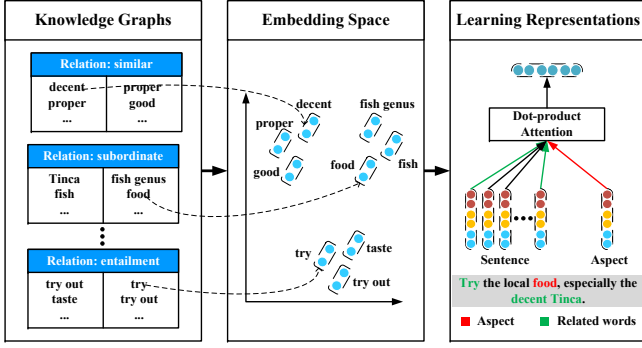 Knowledge Graphs
Relation: similar
decent proper
proper good
... ...
Relation: subordinate
Tinca fish genus
fish food
... ...
Relation: entailment
try out try
taste try out
... ...
Embedding Space
decent
fish genus
proper
good
food
fish
try
taste
try out
Learning Representations
Dot-product
Attention
Sentence
Aspect
Try the local food, especially the
decent Tinca.
Aspect
Related words